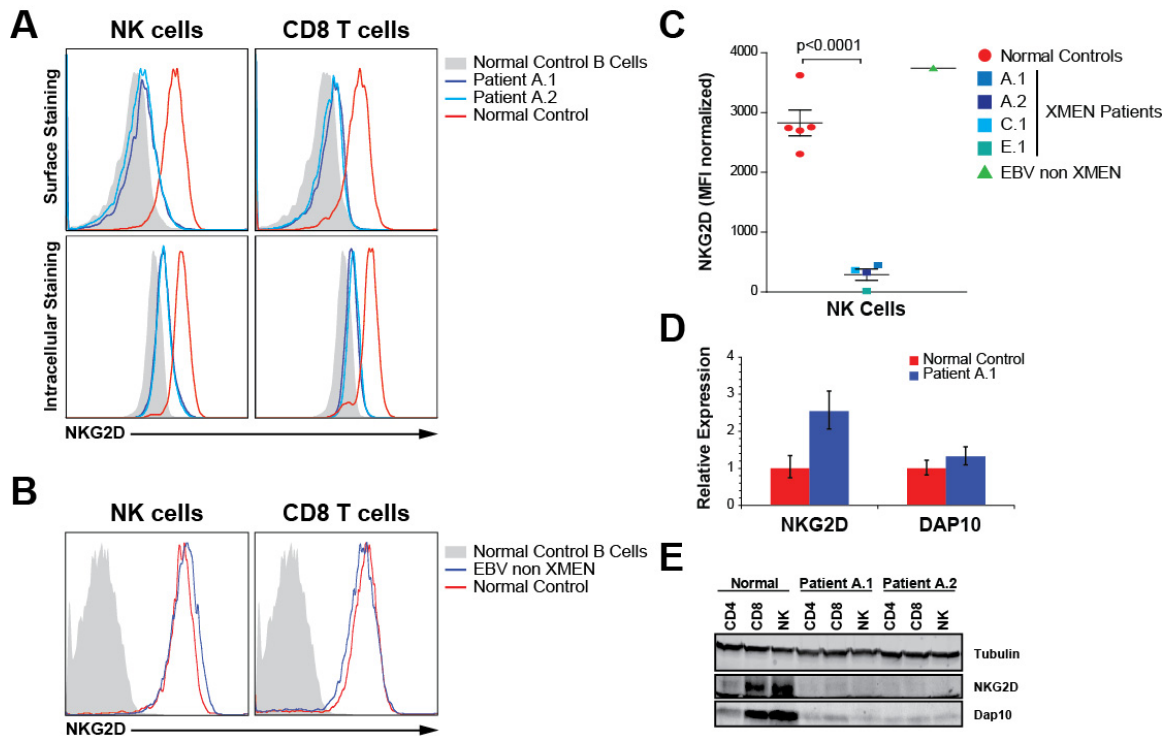 A
NK cells
CD8 T cells
Normal Control B Cells
Patient A.1
Patient A.2
Normal Control
Surface Staining
Intracellular Staining
NKG2D
B
NK cells
CD8 T cells
Normal Control B Cells
EBV non XMEN
Normal Control
NKG2D
C
p<0.0001
4000
3000
2000
1000
0
NKG2D (MFI normalized)
NK Cells
Normal Controls
A.1
A.2
C.1
E.1
XMEN Patients
EBV non XMEN
D
4
3
2
1
0
Relative Expression
Normal Control
Patient A.1
NKG2D
DAP10
E
Normal Patient A.1 Patient A.2
CD4 CD8 NK CD4 CD8 NK CD4 CD8 NK
Tubulin
NKG2D
Dap10